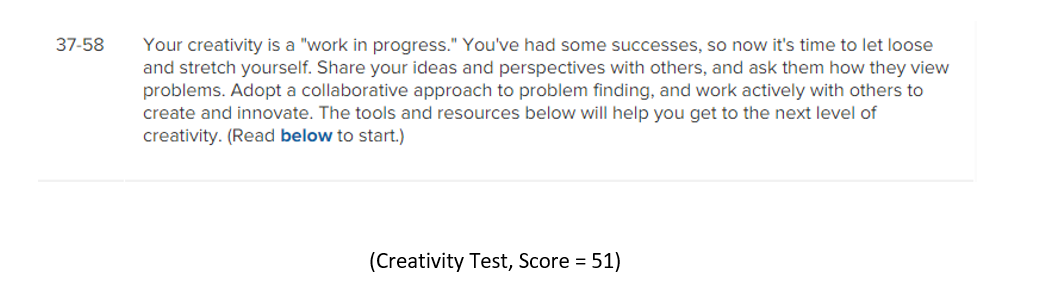 37-58 Your creativity is a "work in progress." You've had some successes, so now it's time to let loose
and stretch yourself. Share your ideas and perspectives with others, and ask them how they view
problems. Adopt a collaborative approach to problem finding, and work actively with others to
create and innovate. The tools and resources below will help you get to the next level of
creativity. (Read below to start.)
(Creativity Test, Score = 51)